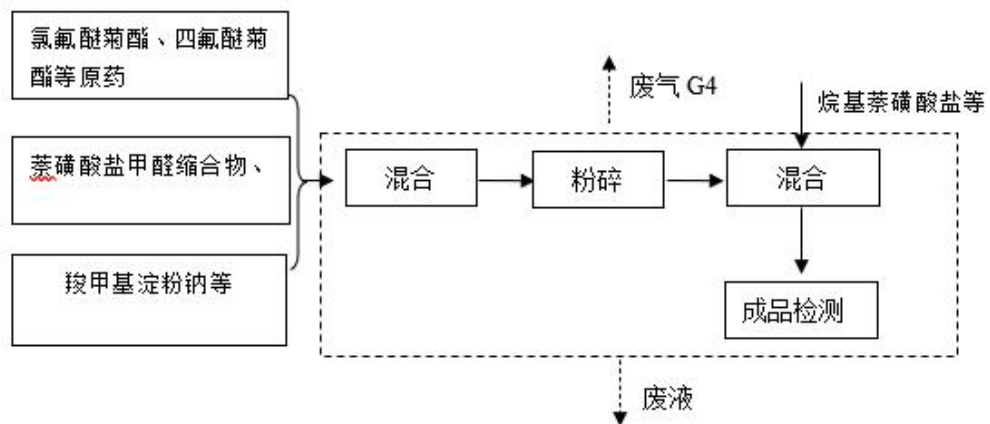 氯氟醚菊酯、四氟醚菊
酯等原药
萘磺酸盐甲醛缩合物、
羧甲基淀粉钠等
废气 G4
烷基萘磺酸盐等
混合
粉碎
混合
成品检测
废液